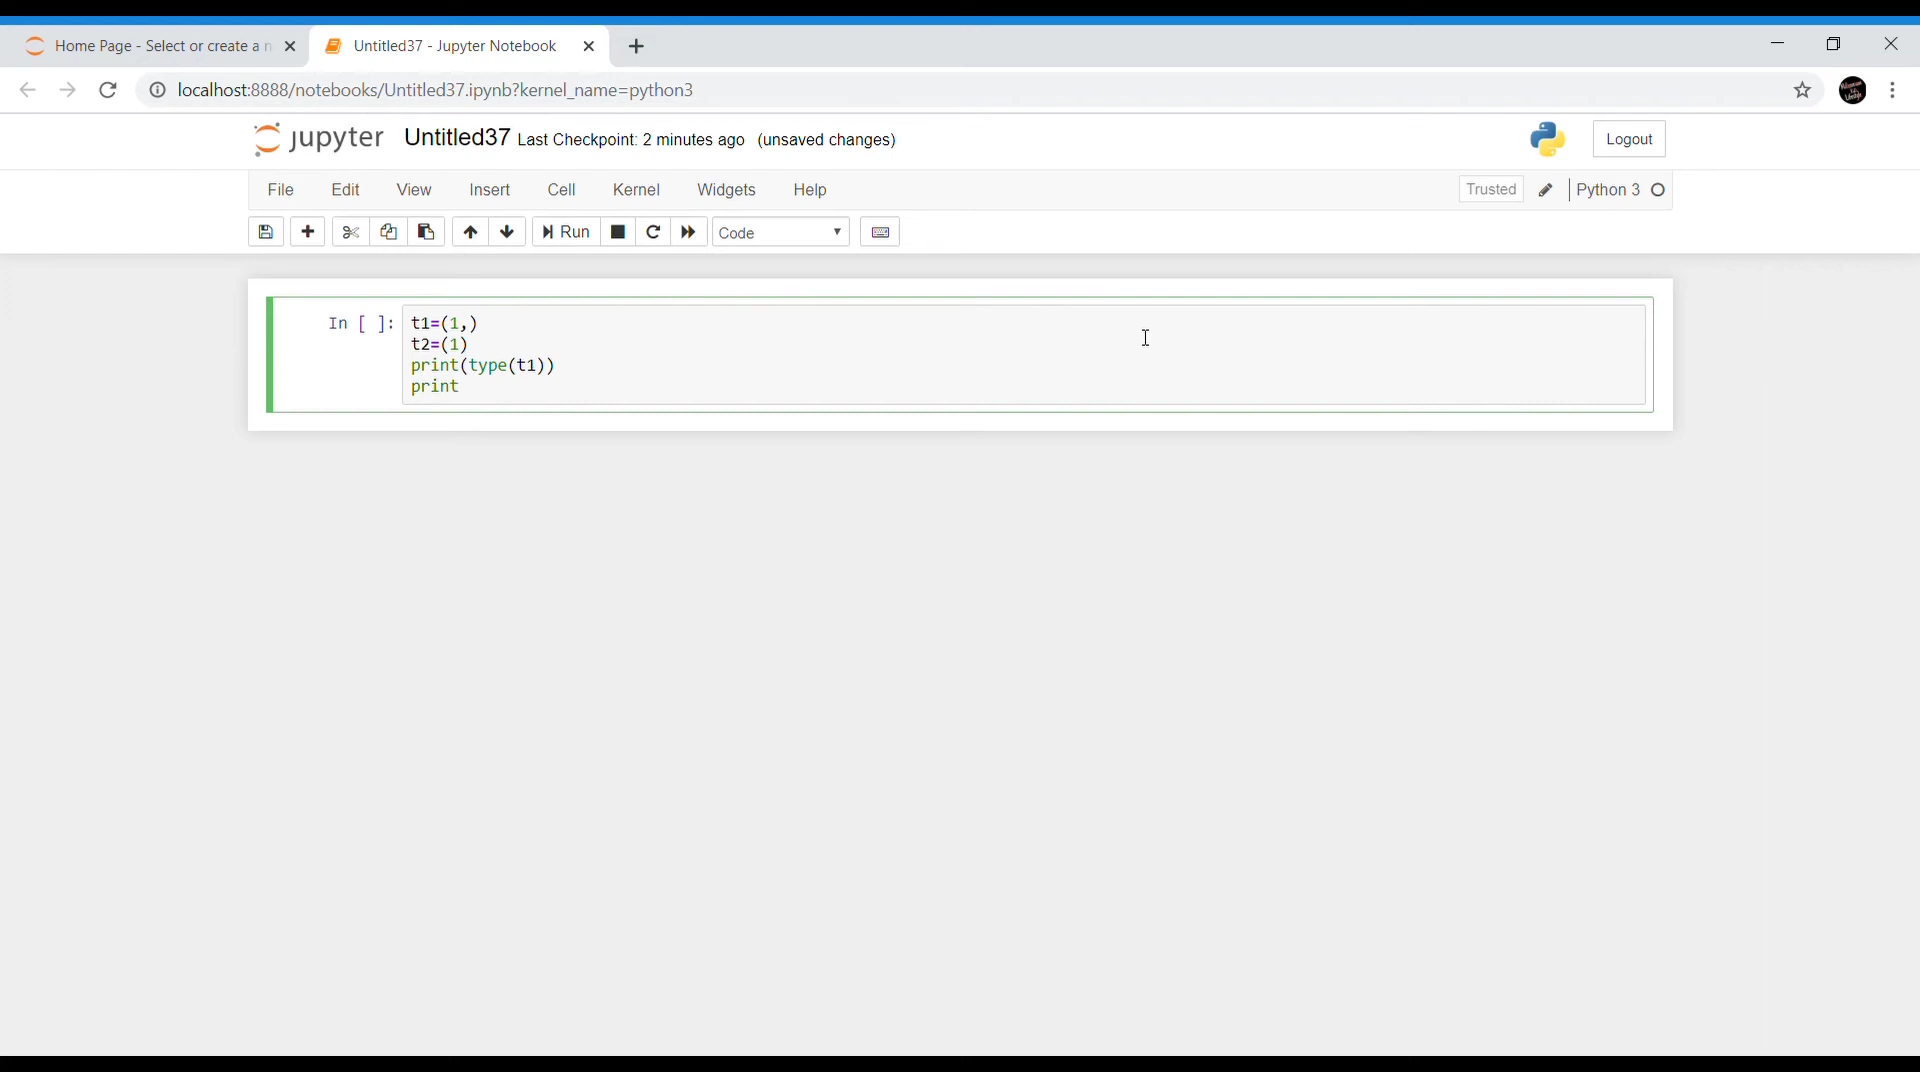 Home Page - Select or create a n
Untitled37 - Jupyter Notebook
localhost:8888/notebooks/Untitled37.ipynb?kernel_name=python3
jupyter Untitled37 Last Checkpoint: 2 minutes ago (unsaved changes)
Logout
File Edit View Insert Cell Kernel Widgets Help
Trusted
Python 3
Run
Code
In [ ]:
t1=(1,)
t2=(1)
print(type(t1))
print